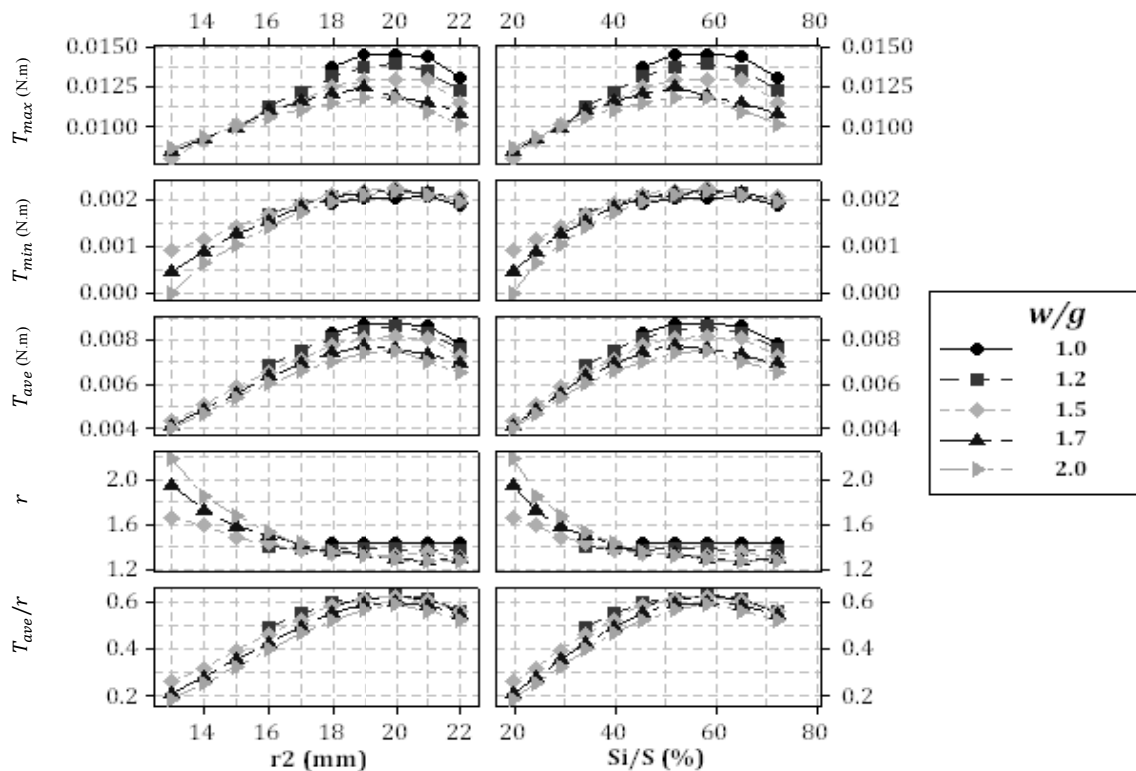 14 16 18 20 22 20 40 60 80
0.0150 0.0150
0.0125 0.0125
0.0100 0.0100
T_max (N.m)
0.002 0.002
0.001 0.001
0.000 0.000
T_min (N.m)
0.008 0.008
0.006 0.006
0.004 0.004
T_ave (N.m)
2.0 2.0
1.6 1.6
1.2 1.2
r
0.6 0.6
0.4 0.4
0.2 0.2
T_ave/r
14 16 18 20 22 20 40 60 80
r2 (mm) Si/S (%)
w/g
1.0
1.2
1.5
1.7
2.0